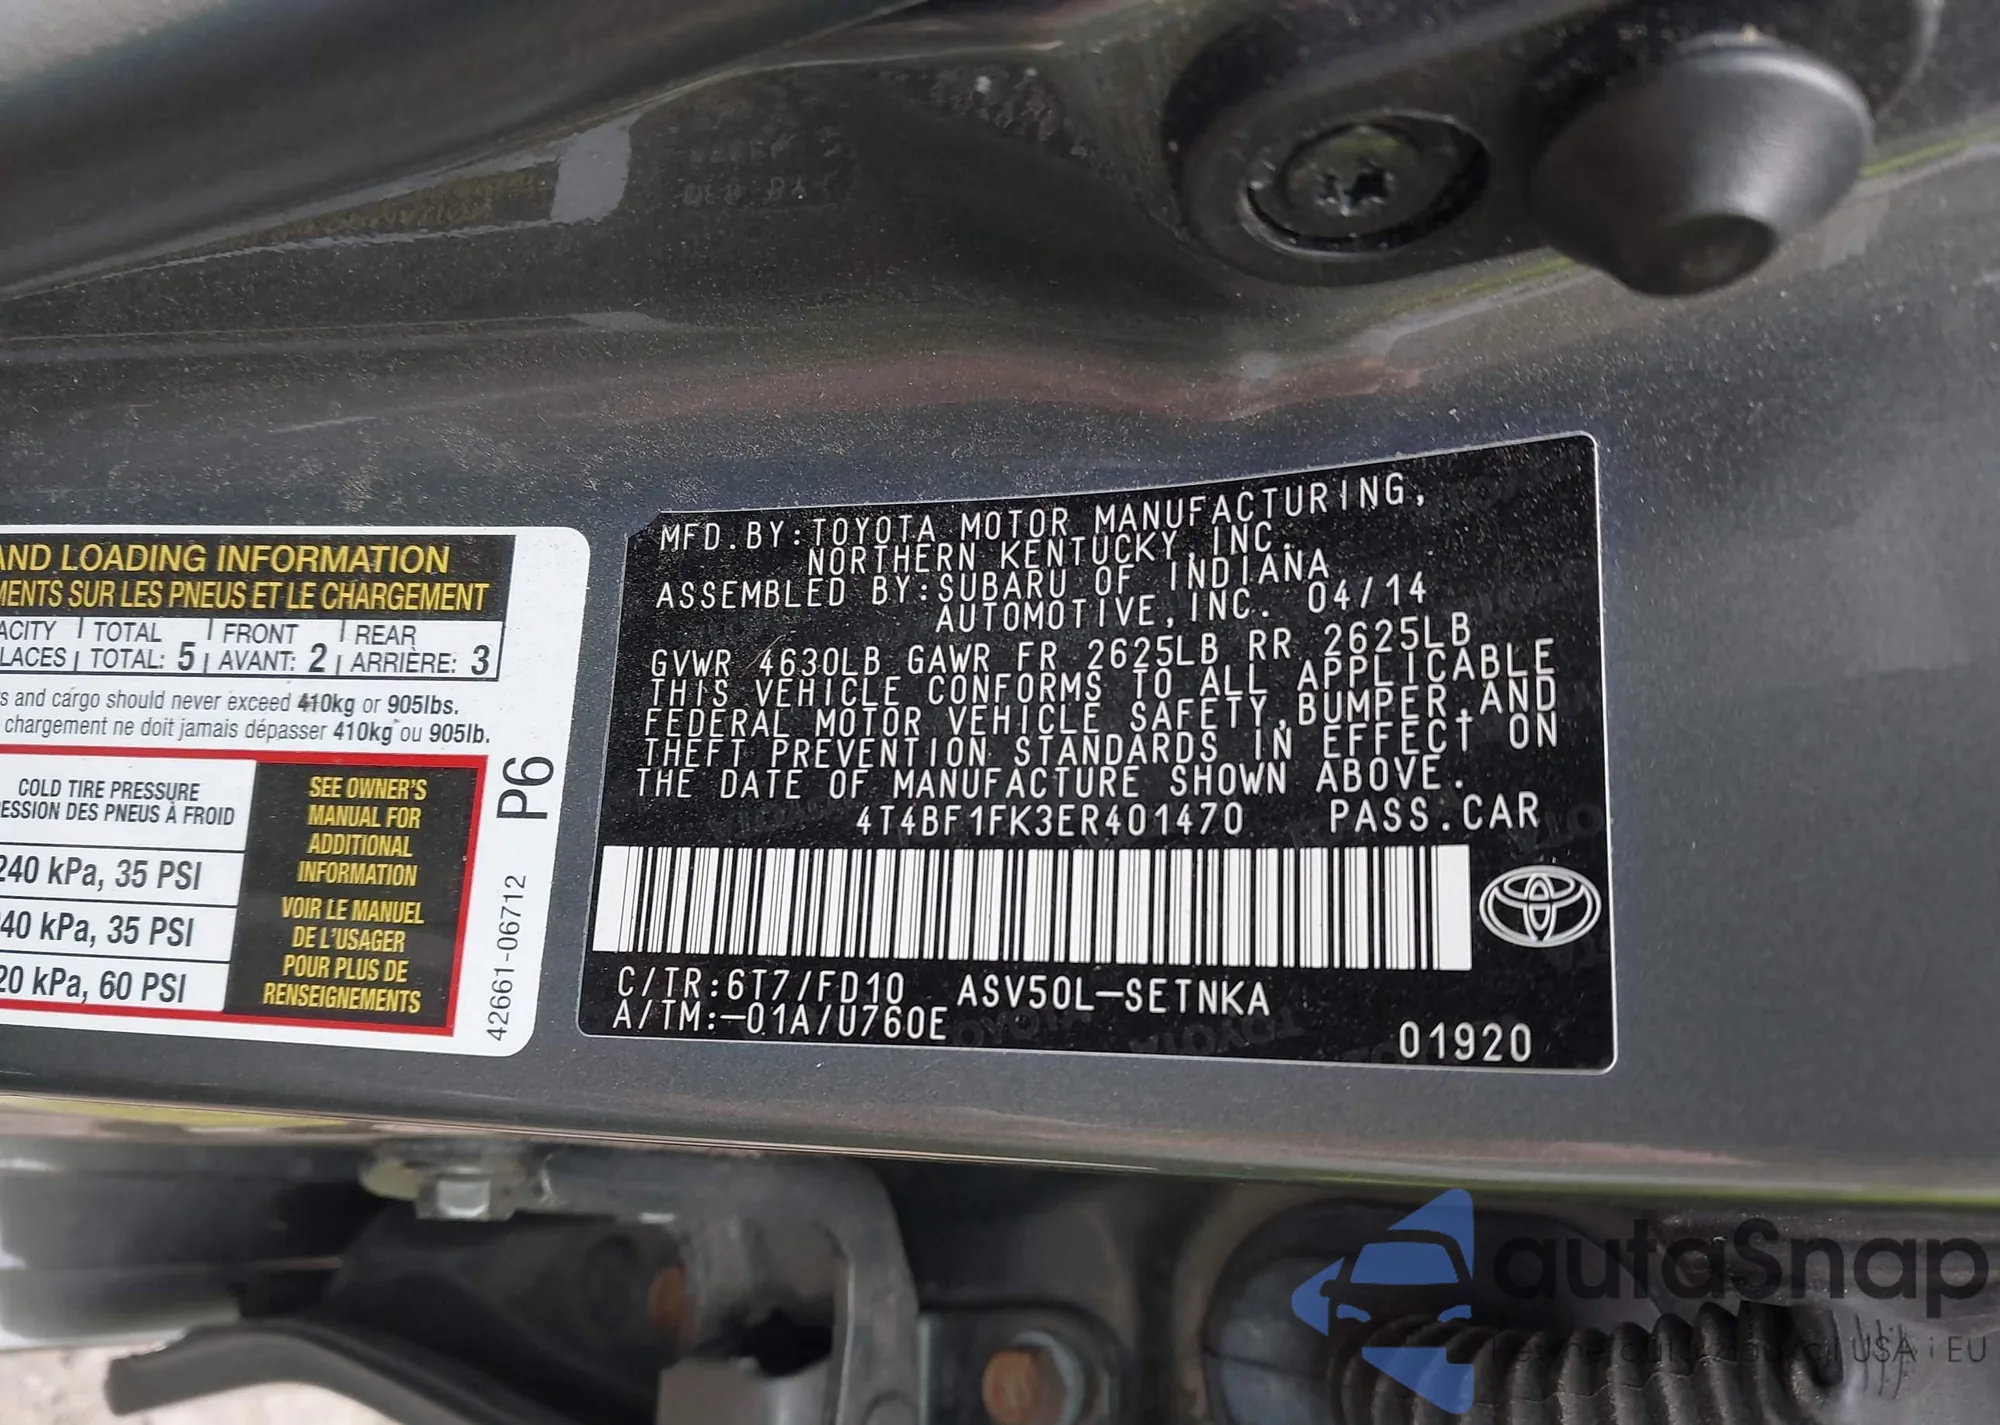 AND LOADING INFORMATION
MENTS SUR LES PNEUS ET LE CHARGEMENT
ACITY TOTAL FRONT REAR
LACES TOTAL: 5 AVANT: 2 ARRIÈRE: 3
s and cargo should never exceed 410kg or 905lbs.
chargement ne doit jamais dépasser 410kg ou 905lb.
COLD TIRE PRESSURE
ESSION DES PNEUS À FROID
240 kPa, 35 PSI
40 kPa, 35 PSI
20 kPa, 60 PSI
SEE OWNER'S
MANUAL FOR
ADDITIONAL
INFORMATION
VOIR LE MANUEL
DE L'USAGER
POUR PLUS DE
RENSEIGNEMENTS
42661-06712 P6
MFD.BY:TOYOTA MOTOR MANUFACTURING,
NORTHERN KENTUCKY, INC.
ASSEMBLED BY:SUBARU OF INDIANA
AUTOMOTIVE,INC. 04/14
GVWR 4630LB GAWR FR 2625LB RR 2625LB
THIS VEHICLE CONFORMS TO ALL APPLICABLE
FEDERAL MOTOR VEHICLE SAFETY,BUMPER,AND
THEFT PREVENTION STANDARDS IN EFFECT ON
THE DATE OF MANUFACTURE SHOWN ABOVE.
4T4BF1FK3ER401470 PASS.CAR
C/TR:6T7/FD10 ASV50L-SETNKA
A/TM:-01A/U760E
01920
autaSnap
USA i EU